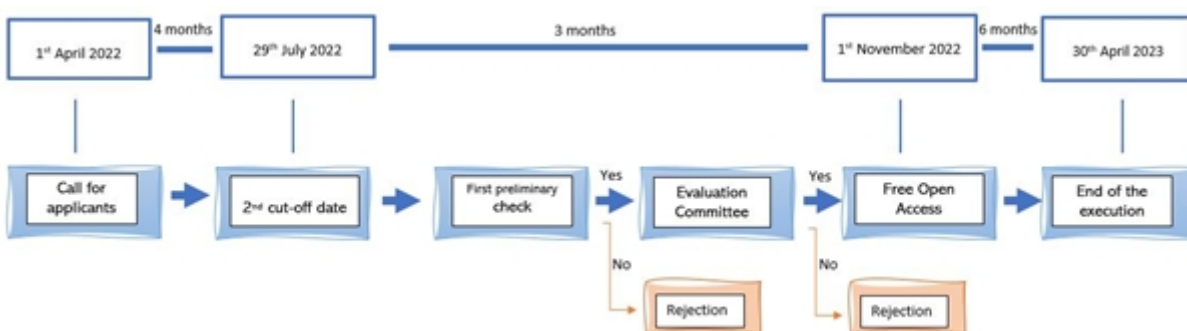 4 months
3 months
6 months
1st April 2022
29th July 2022
1st November 2022
30th April 2023
Call for
applicants
2nd cut-off date
First preliminary
check
Yes
Evaluation
Committee
Yes
Free Open
Access
End of the
execution
No
Rejection
No
Rejection